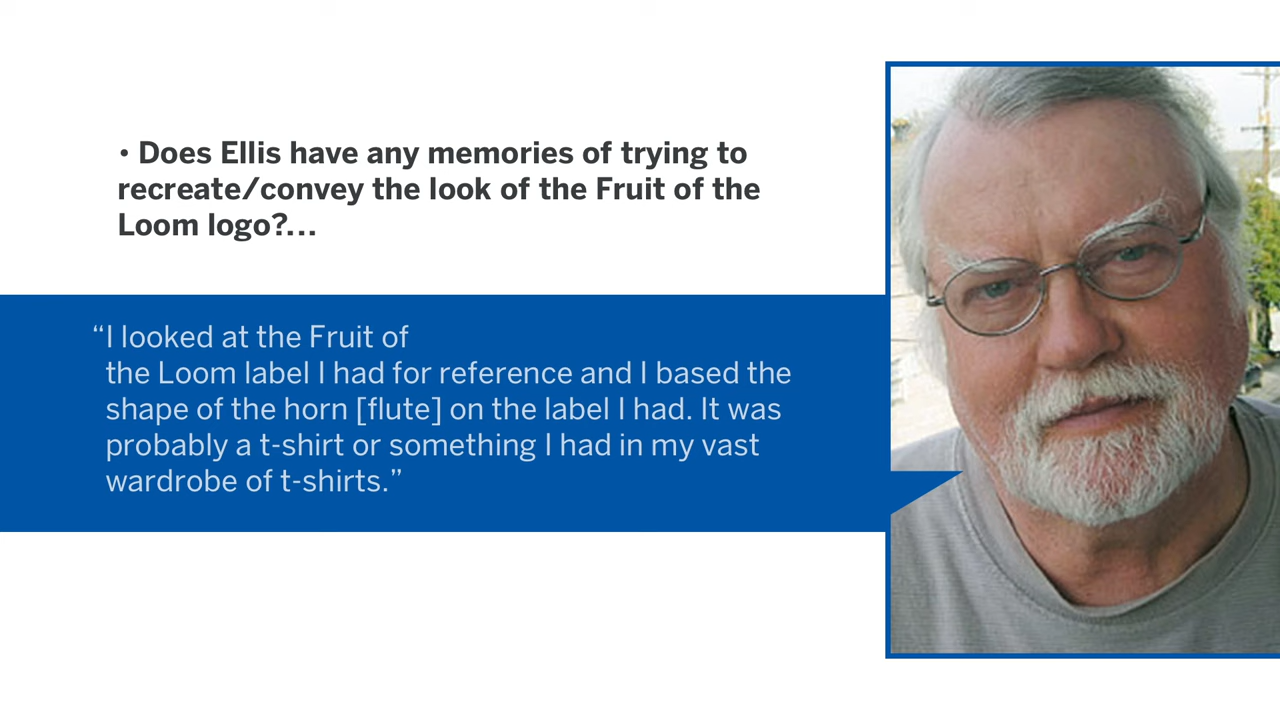 • Does Ellis have any memories of trying to
recreate/convey the look of the Fruit of the
Loom logo?...
“I looked at the Fruit of
the Loom label I had for reference and I based the
shape of the horn [flute] on the label I had. It was
probably a t-shirt or something I had in my vast
wardrobe of t-shirts.”